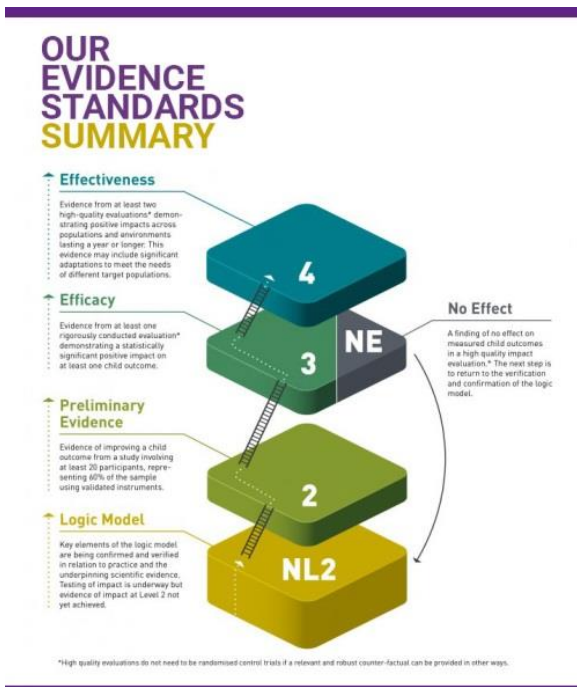 OUR
EVIDENCE
STANDARDS
SUMMARY
Effectiveness
Evidence from at least two
high-quality evaluations* demon-
strating positive impacts across
populations and environments
lasting a year or longer. This
evidence may include significant
adaptations to meet the needs
of different target populations.
4
Efficacy
Evidence from at least one
rigorously conducted evaluation*
demonstrating a statistically
significant positive impact on
at least one child outcome.
3
NE
No Effect
A finding of no effect on
measured child outcomes
in a high quality impact
evaluation.* The next step is
to return to the verification
and confirmation of the logic
model.
Preliminary
Evidence
Evidence of improving a child
outcome from a study involving
at least 20 participants, repre-
senting 60% of the sample
using validated instruments.
2
Logic Model
Key elements of the logic model
are being confirmed and verified
in relation to practice and the
underpinning scientific evidence.
Testing of impact is underway but
evidence of impact at Level 2 not
yet achieved.
NL2
*High quality evaluations do not need to be randomised control trials if a relevant and robust counter-factual can be provided in other ways.